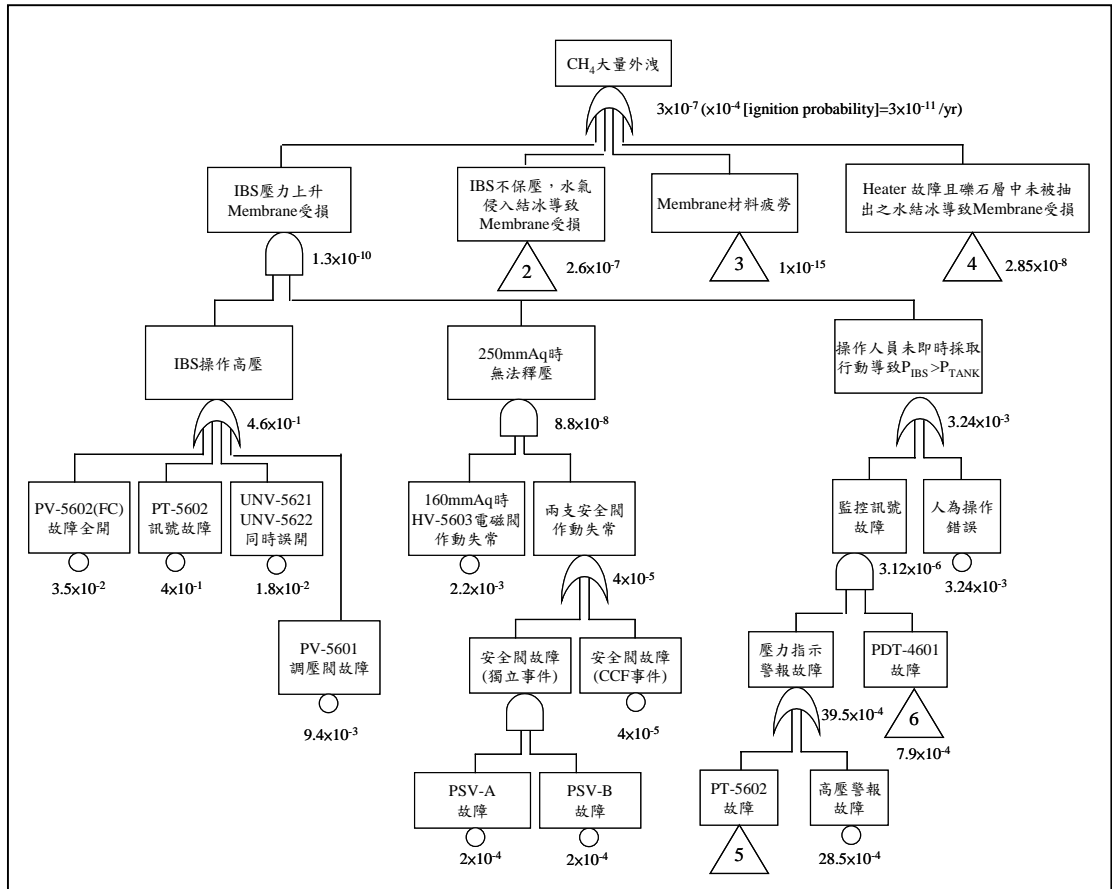 CH₄大量外洩
3x10⁻⁷ (x10⁻⁴ [ignition probability]=3x10⁻¹¹ /yr)
IBS壓力上升
Membrane受損
1.3x10⁻¹⁰
IBS不保壓，水氣
侵入結冰導致
Membrane受損
2
2.6x10⁻⁷
Membrane材料疲勞
3
1x10⁻¹⁵
Heater 故障且礫石層中未被抽
出之水結冰導致Membrane受損
4
2.85x10⁻⁸
IBS操作高壓
4.6x10⁻¹
250mmAq時
無法釋壓
8.8x10⁻⁸
操作人員未即時採取
行動導致P_IBS>P_TANK
3.24x10⁻³
PV-5602(FC)
故障全開
3.5x10⁻²
PT-5602
訊號故障
4x10⁻¹
UNV-5621
UNV-5622
同時誤開
1.8x10⁻²
PV-5601
調壓閥故障
9.4x10⁻³
160mmAq時
HV-5603電磁閥
作動失常
2.2x10⁻³
兩支安全閥
作動失常
4x10⁻⁵
監控訊號
故障
3.12x10⁻⁶
人為操作
錯誤
3.24x10⁻³
安全閥故障
(獨立事件)
安全閥故障
(CCF事件)
4x10⁻⁵
壓力指示
警報故障
39.5x10⁻⁴
PDT-4601
故障
6
7.9x10⁻⁴
PSV-A
故障
2x10⁻⁴
PSV-B
故障
2x10⁻⁴
PT-5602
故障
5
高壓警報
故障
28.5x10⁻⁴